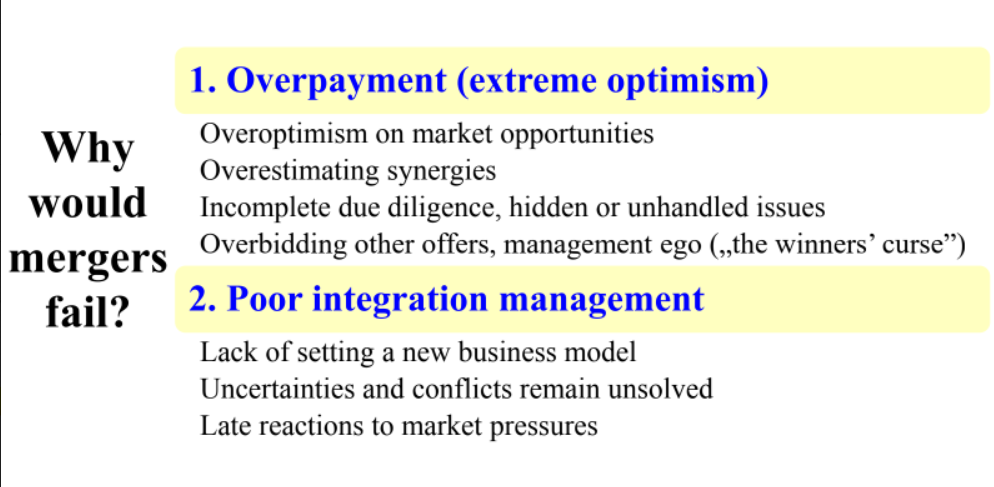 Why
would
mergers
fail?
1. Overpayment (extreme optimism)
Overoptimism on market opportunities
Overestimating synergies
Incomplete due diligence, hidden or unhandled issues
Overbidding other offers, management ego („the winners’ curse”)
2. Poor integration management
Lack of setting a new business model
Uncertainties and conflicts remain unsolved
Late reactions to market pressures